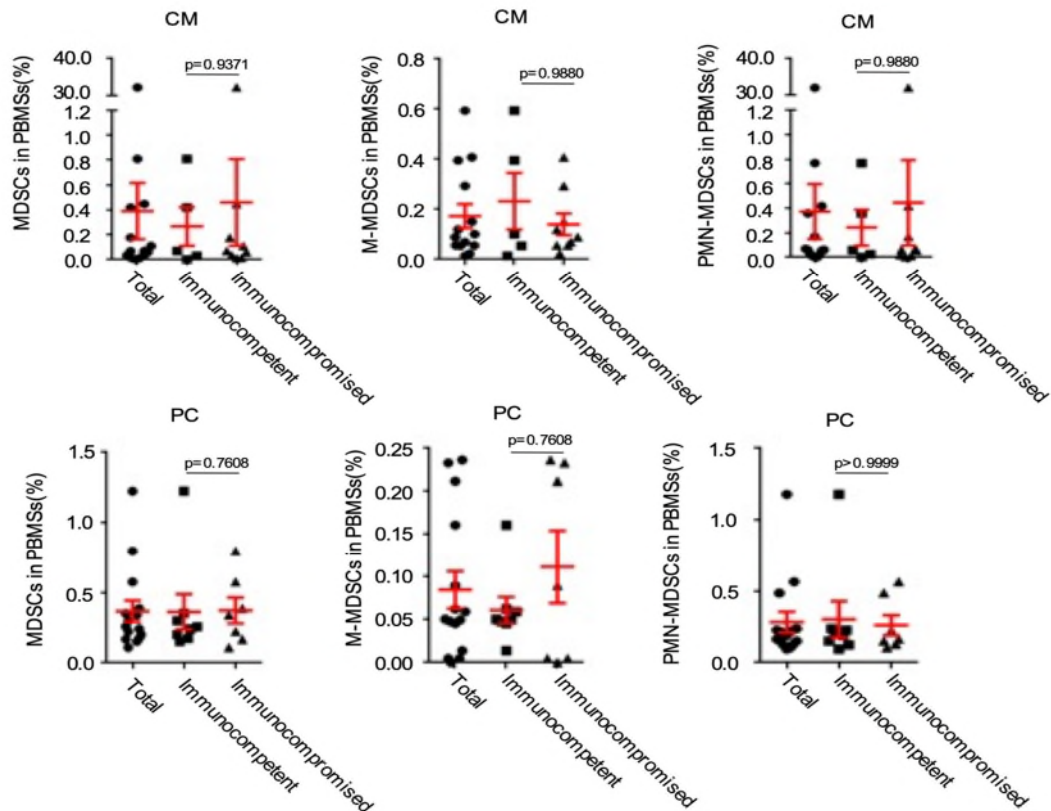 CM
MDSCs in PBMSs(%)
40.0
30.0
1.2
1.0
0.8
0.6
0.4
0.2
0.0
p=0.9371
Total
Immunocompetent
Immunocompromised
CM
M-MDSCs in PBMSs(%)
0.8
0.6
0.4
0.2
0.0
p=0.9880
Total
Immunocompetent
Immunocompromised
CM
PMN-MDSCs in PBMSs(%)
40.0
30.0
1.2
1.0
0.8
0.6
0.4
0.2
0.0
p=0.9880
Total
Immunocompetent
Immunocompromised
PC
MDSCs in PBMSs(%)
1.5
1.0
0.5
0.0
p=0.7608
Total
Immunocompetent
Immunocompromised
PC
M-MDSCs in PBMSs(%)
0.25
0.20
0.15
0.10
0.05
0.00
p=0.7608
Total
Immunocompetent
Immunocompromised
PC
PMN-MDSCs in PBMSs(%)
1.5
1.0
0.5
0.0
p>0.9999
Total
Immunocompetent
Immunocompromised